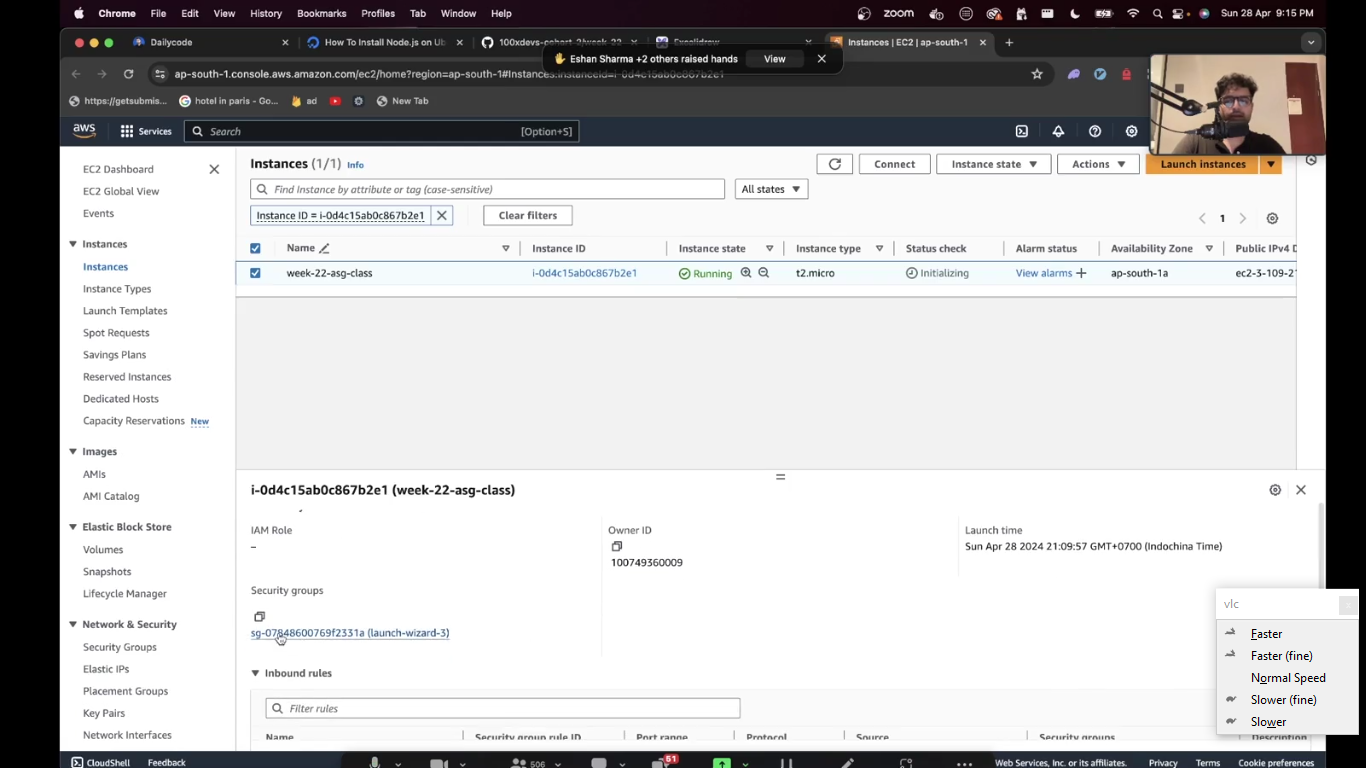 Chrome File Edit View History Bookmarks Profiles Tab Window Help zoom Sun 28 Apr 9:15 PM
Dailycode How To Install Node.js on Ub 100xdevs-cohort-2/week-22 Excalidraw Instances | EC2 | ap-south-1
Eshan Sharma +2 others raised hands View
ap-south-1.console.aws.amazon.com/ec2/home?region=ap-south-1#Instances:instanceId=i-0d4c15ab0c867b2e1
https://getsubmis... hotel in paris - Go... ad New Tab
aws Services Search [Option+S]
EC2 Dashboard
EC2 Global View
Events
Instances
Instances
Instance Types
Launch Templates
Spot Requests
Savings Plans
Reserved Instances
Dedicated Hosts
Capacity Reservations New
Images
AMIs
AMI Catalog
Elastic Block Store
Volumes
Snapshots
Lifecycle Manager
Network & Security
Security Groups
Elastic IPs
Placement Groups
Key Pairs
Network Interfaces
Instances (1/1) Info Connect Instance state Actions Launch instances
Find Instance by attribute or tag (case-sensitive) All states
Instance ID = i-0d4c15ab0c867b2e1 Clear filters 1
Name Instance ID Instance state Instance type Status check Alarm status Availability Zone Public IPv4 D
week-22-asg-class i-0d4c15ab0c867b2e1 Running t2.micro Initializing View alarms + ap-south-1a ec2-3-109-21
i-0d4c15ab0c867b2e1 (week-22-asg-class)
IAM Role Owner ID Launch time
– 100749360009 Sun Apr 28 2024 21:09:57 GMT+0700 (Indochina Time)
Security groups
sg-07848600769f2331a (launch-wizard-3)
Inbound rules
Filter rules
Name Security group rule ID Port range Protocol Source Security groups Description
vlc
Faster
Faster (fine)
Normal Speed
Slower (fine)
Slower
CloudShell Feedback 506 51 Web Services, Inc. or its affiliates. Privacy Terms Cookie preferences